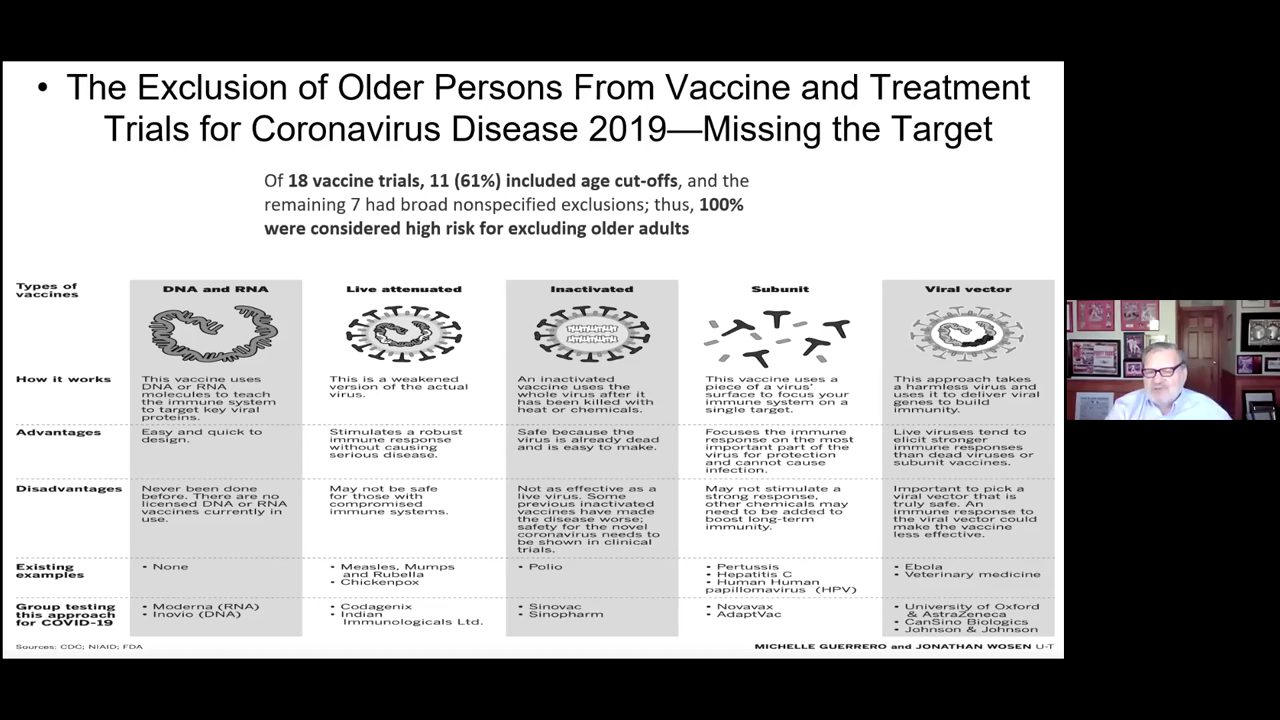 • The Exclusion of Older Persons From Vaccine and Treatment
Trials for Coronavirus Disease 2019—Missing the Target
Of 18 vaccine trials, 11 (61%) included age cut-offs, and the
remaining 7 had broad nonspecified exclusions; thus, 100%
were considered high risk for excluding older adults
Types of
vaccines
DNA and RNA
Live attenuated
Inactivated
Subunit
Viral vector
How it works
This vaccine uses
DNA or RNA
molecules to teach
the immune system
to target key viral
proteins.
This is a weakened
version of the actual
virus.
An inactivated
vaccine uses the
whole virus after it
has been killed with
heat or chemicals.
This vaccine uses a
piece of a virus'
surface to focus your
immune system on a
single target.
This approach takes
a harmless virus and
uses it to deliver viral
genes to build
immunity.
Advantages
Easy and quick to
design.
Stimulates a robust
immune response
without causing
serious disease.
Safe because the
virus is already dead
and is easy to make.
Focuses the immune
response on the most
important part of the
virus for protection
and cannot cause
infection.
Live viruses tend to
elicit stronger
immune responses
than dead viruses or
subunit vaccines.
Disadvantages
Never been done
before. There are no
licensed DNA or RNA
vaccines currently in
use.
May not be safe
for those with
compromised
immune systems.
Not as effective as a
live virus. Some
previous inactivated
vaccines have made
the disease worse;
safety for the novel
coronavirus needs to
be shown in clinical
trials.
May not stimulate a
strong response,
other chemicals may
need to be added to
boost long-term
immunity.
Important to pick a
viral vector that is
truly safe. An
immune response to
the viral vector could
make the vaccine
less effective.
Existing
examples
• None
• Measles, Mumps
and Rubella
• Chickenpox
• Polio
• Pertussis
• Hepatitis C
• Human Human
papillomavirus (HPV)
• Ebola
• Veterinary medicine
Group testing
this approach
for COVID-19
• Moderna (RNA)
• Inovio (DNA)
• Codagenix
• Indian
Immunologicals Ltd.
• Sinovac
• Sinopharm
• Novavax
• AdaptVac
• University of Oxford
& AstraZeneca
• CanSino Biologics
• Johnson & Johnson
Sources: CDC; NIAID; FDA
MICHELLE GUERRERO and JONATHAN WOSEN U-T